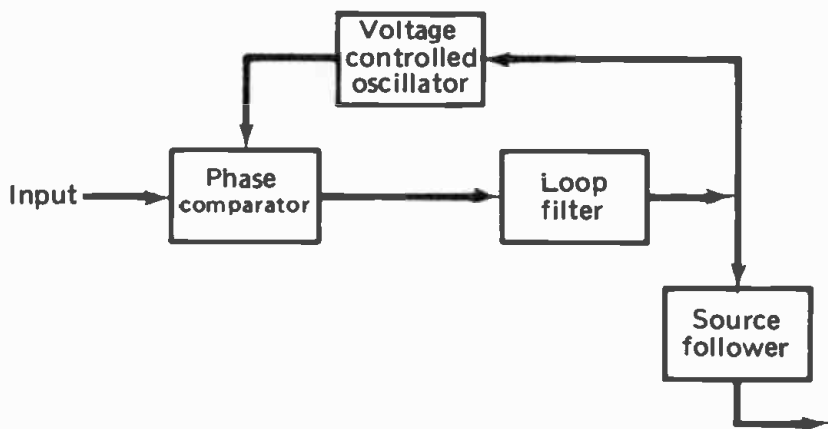 Voltage
controlled
oscillator
Input
Phase
comparator
Loop
filter
Source
follower